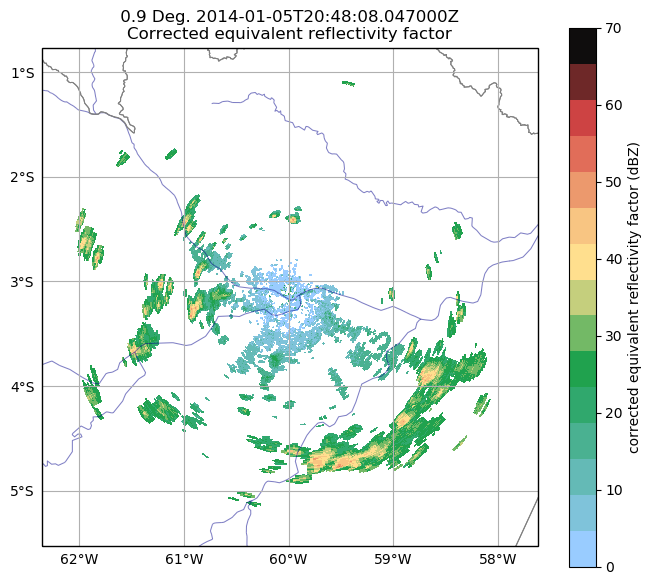 0.9 Deg. 2014-01-05T20:48:08.047000Z
Corrected equivalent reflectivity factor
1°S
2°S
3°S
4°S
5°S
62°W 61°W 60°W 59°W 58°W
70
60
50
40
30
20
10
0
corrected equivalent reflectivity factor (dBZ)